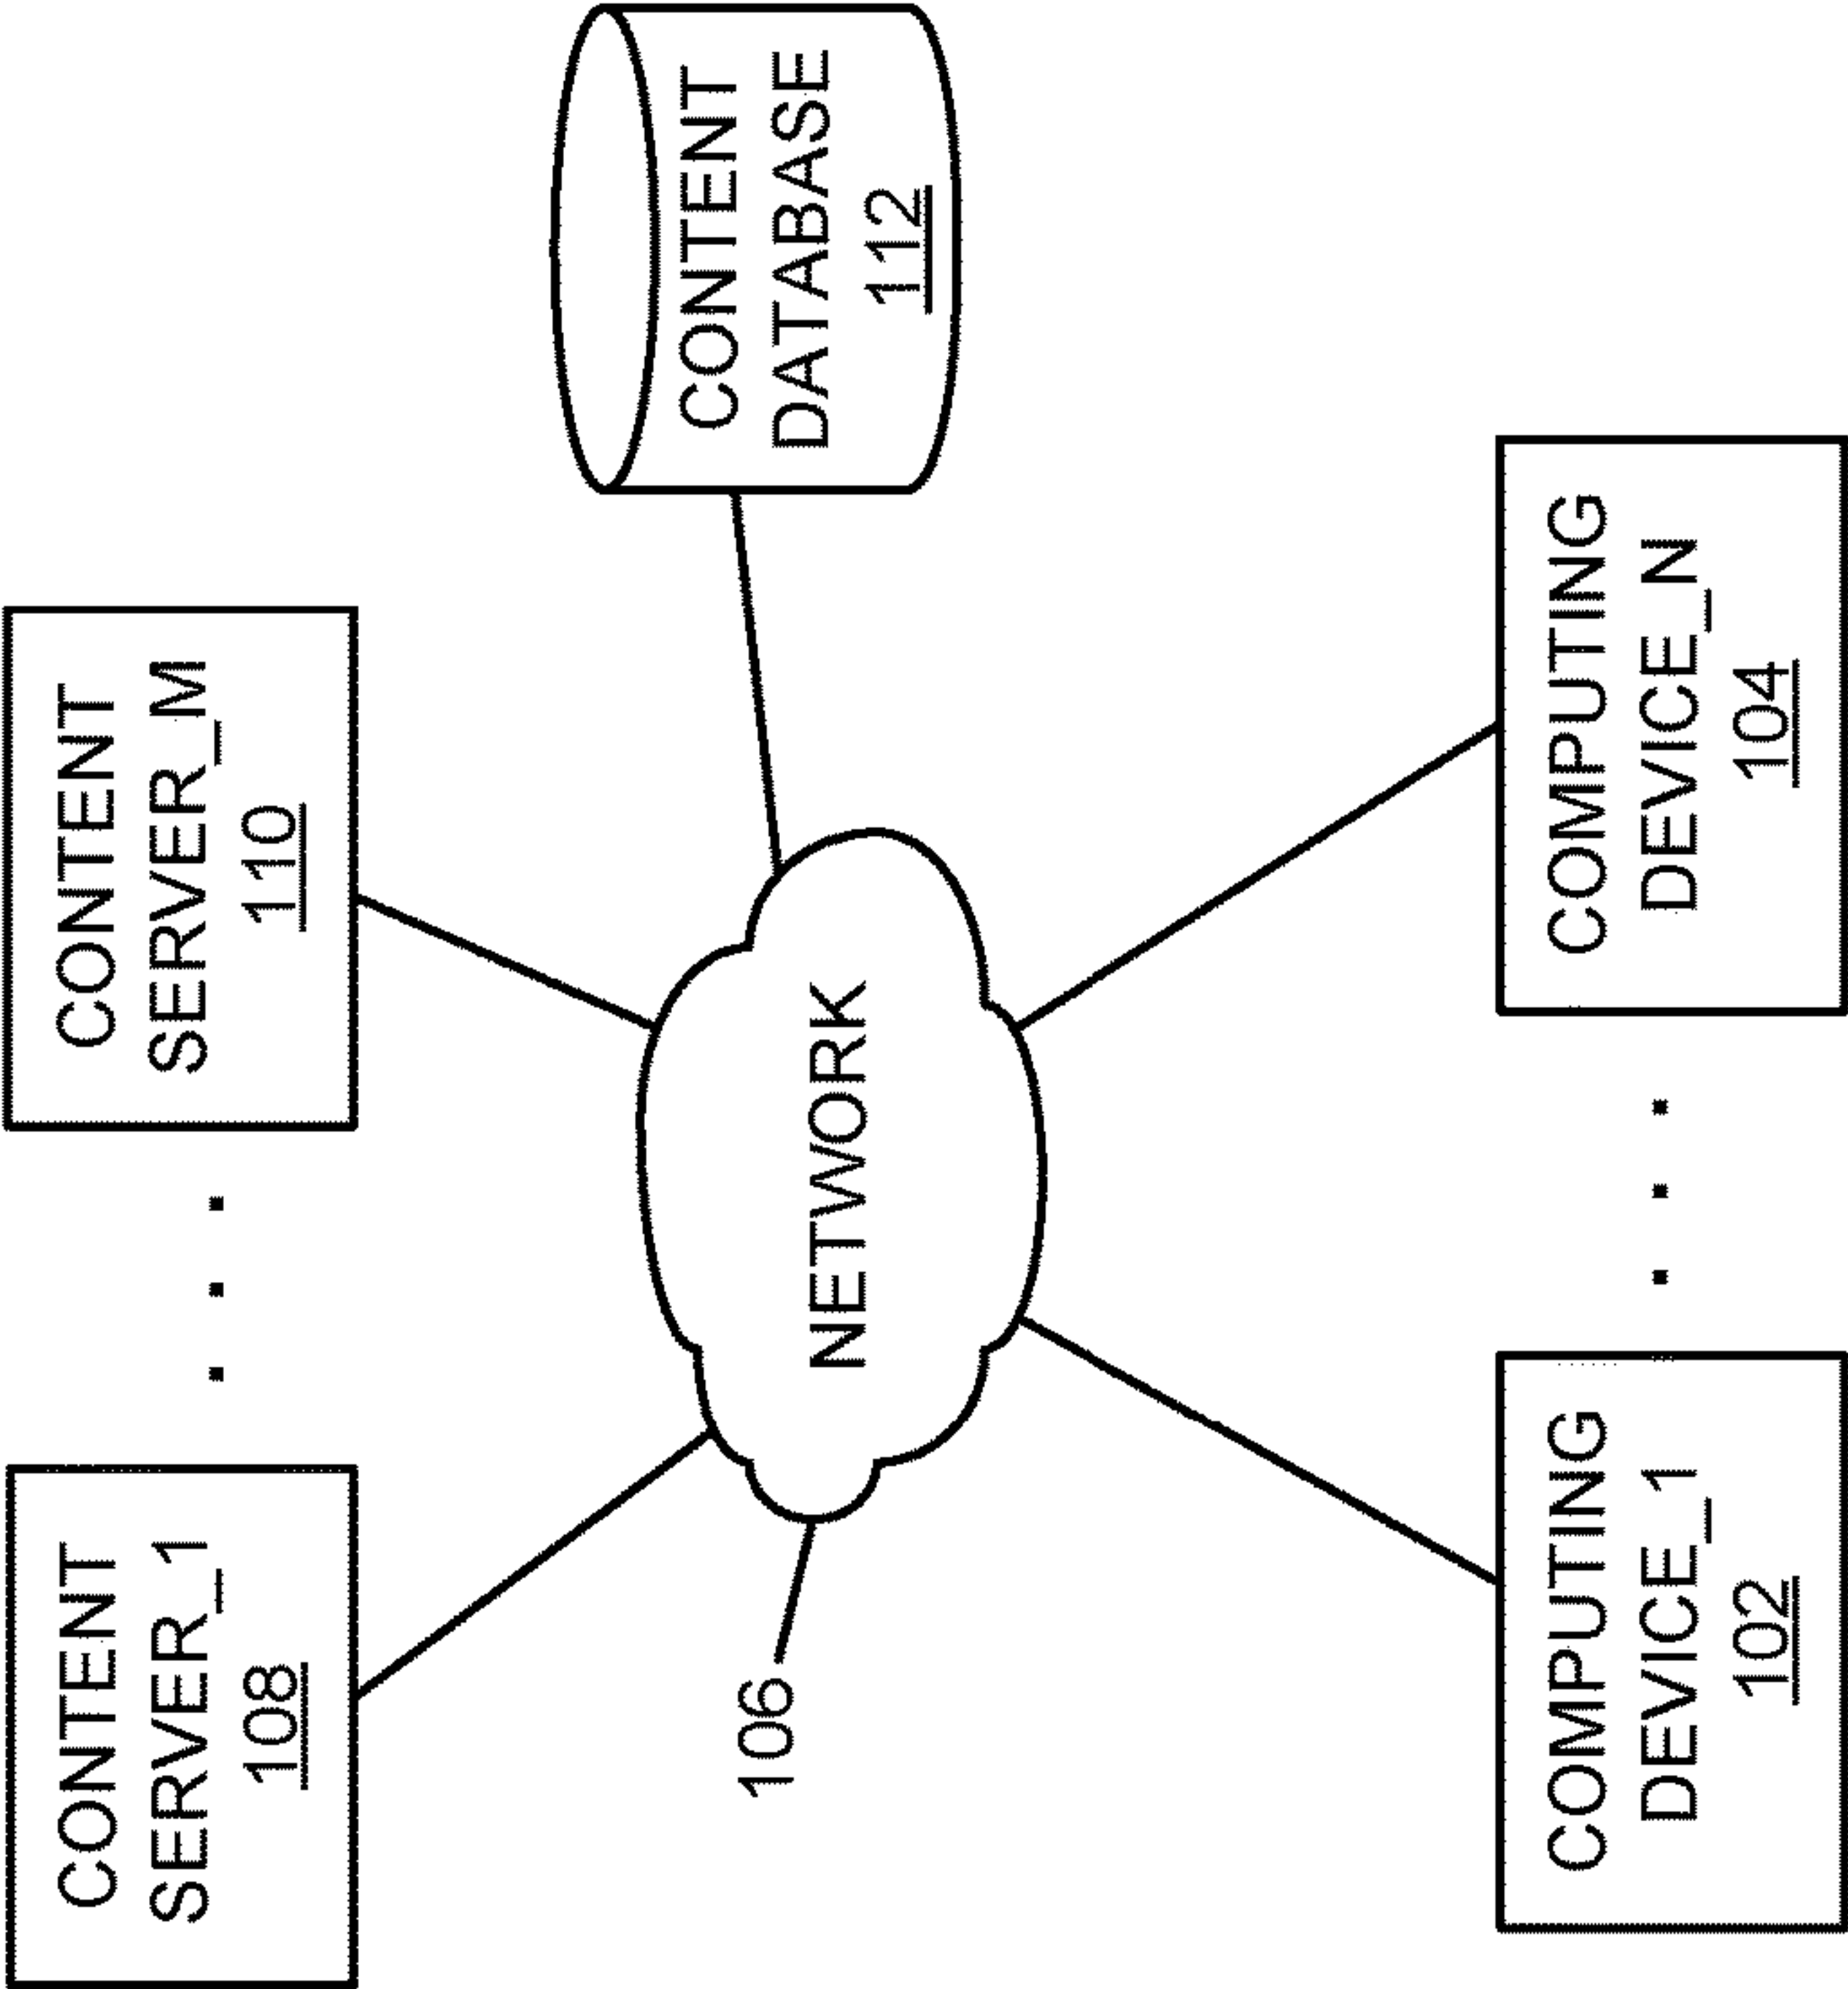 CONTENT
SERVER_1
108
. . .
CONTENT
SERVER_M
110
NETWORK
106
CONTENT
DATABASE
112
COMPUTING
DEVICE_1
102
. . .
COMPUTING
DEVICE_N
104